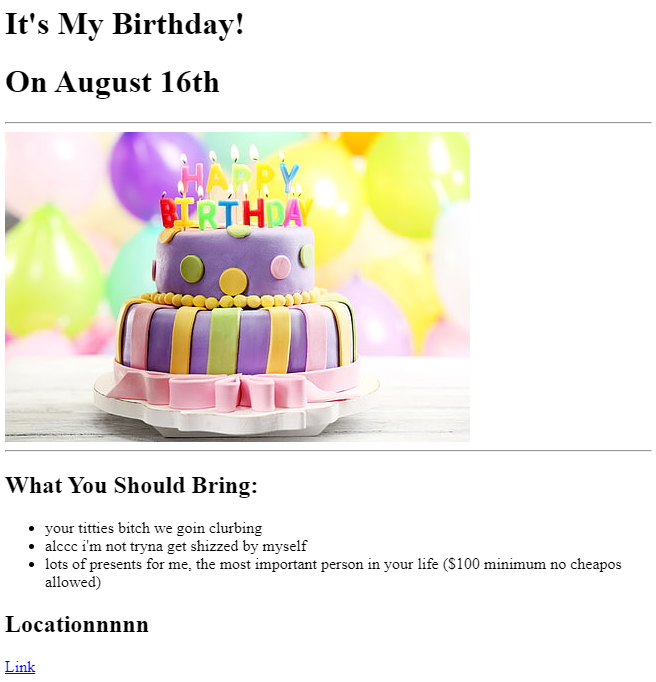 It's My Birthday!
On August 16th
HAPPY
BIRTHDAY
What You Should Bring:
your titties bitch we goin clurbing
alccc i'm not tryna get shizzed by myself
lots of presents for me, the most important person in your life ($100 minimum no cheapos
allowed)
Locationnnnn
Link